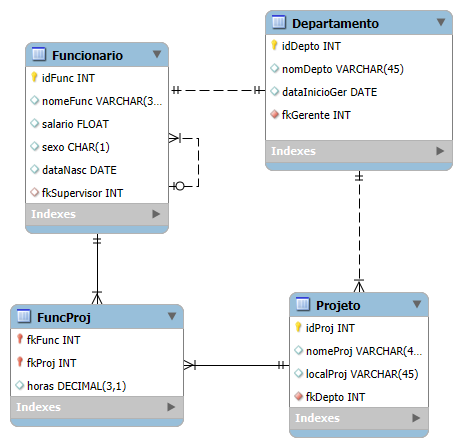 Funcionario
idFunc INT
nomeFunc VARCHAR(3...
salario FLOAT
sexo CHAR(1)
dataNasc DATE
fkSupervisor INT
Indexes
Departamento
idDepto INT
nomDepto VARCHAR(45)
dataInicioGer DATE
fkGerente INT
Indexes
FuncProj
fkFunc INT
fkProj INT
horas DECIMAL(3,1)
Indexes
Projeto
idProj INT
nomeProj VARCHAR(4...
localProj VARCHAR(45)
fkDepto INT
Indexes